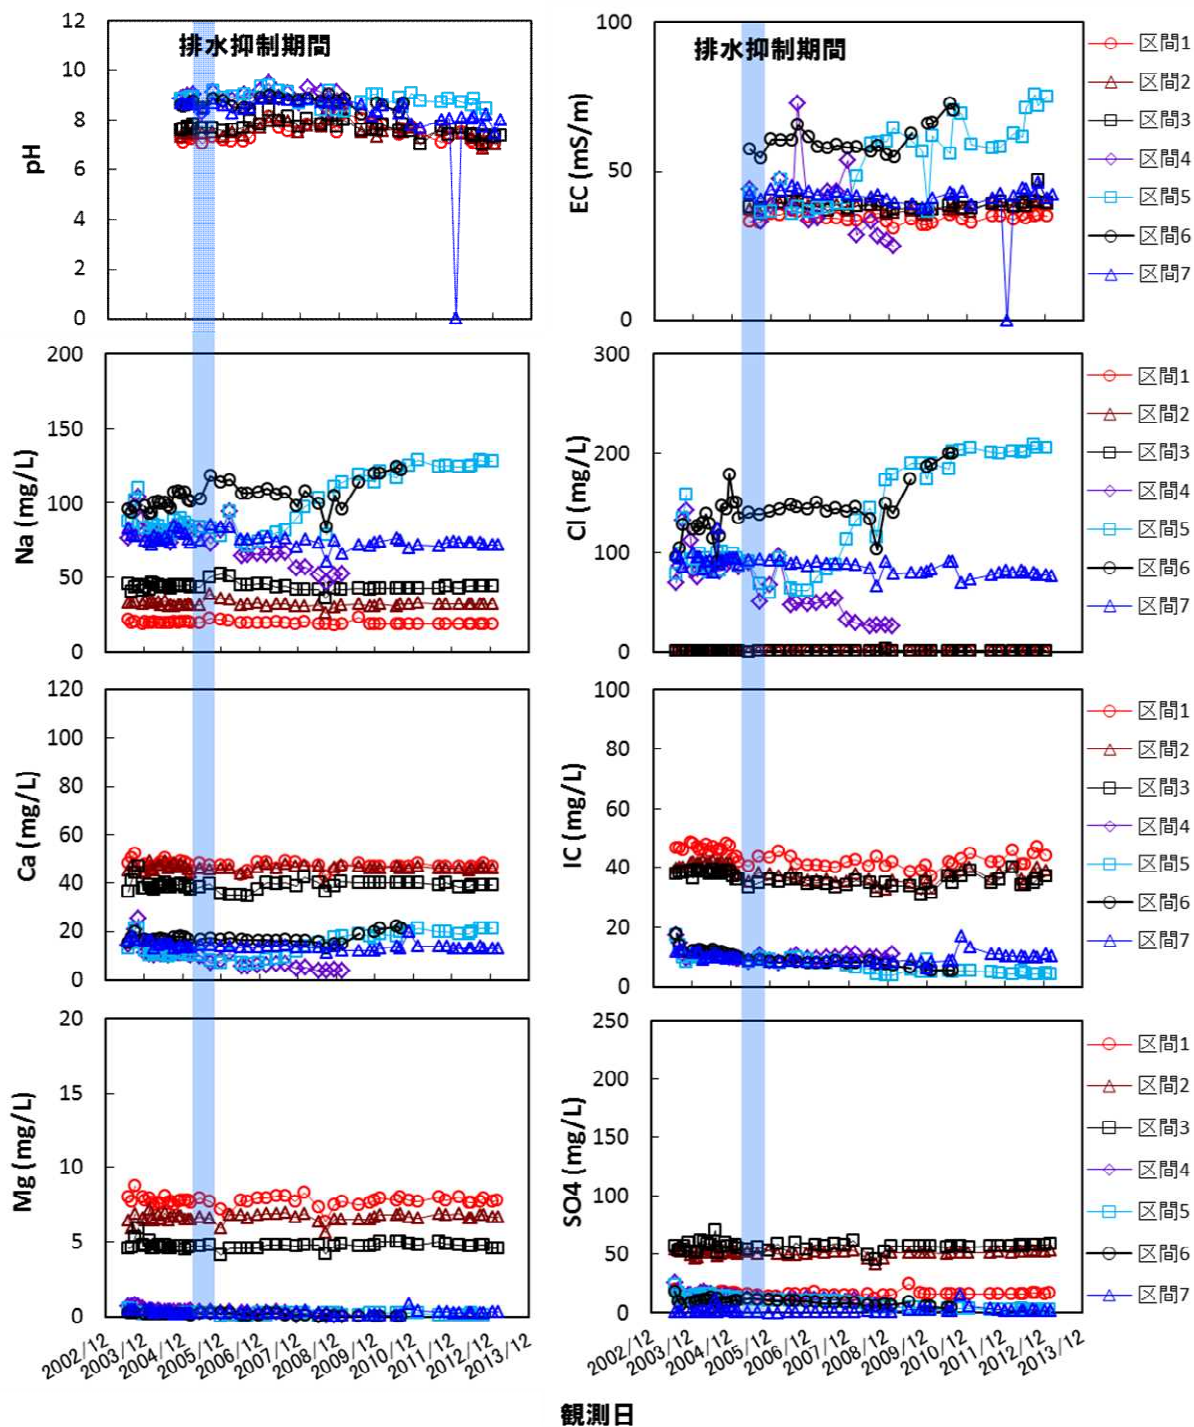 12
10
8
6
4
2
0
pH
排水抑制期間
100
50
0
EC (mS/m)
排水抑制期間
区間1
区間2
区間3
区間4
区間5
区間6
区間7
200
150
100
50
0
Na (mg/L)
300
200
100
0
Cl (mg/L)
区間1
区間2
区間3
区間4
区間5
区間6
区間7
120
100
80
60
40
20
0
Ca (mg/L)
100
80
60
40
20
0
IC (mg/L)
区間1
区間2
区間3
区間4
区間5
区間6
区間7
20
15
10
5
0
Mg (mg/L)
2002/12
2003/12
2004/12
2005/12
2006/12
2007/12
2008/12
2009/12
2010/12
2011/12
2012/12
2013/12
250
200
150
100
50
0
SO4 (mg/L)
2002/12
2003/12
2004/12
2005/12
2006/12
2007/12
2008/12
2009/12
2010/12
2011/12
2012/12
2013/12
区間1
区間2
区間3
区間4
区間5
区間6
区間7
観測日